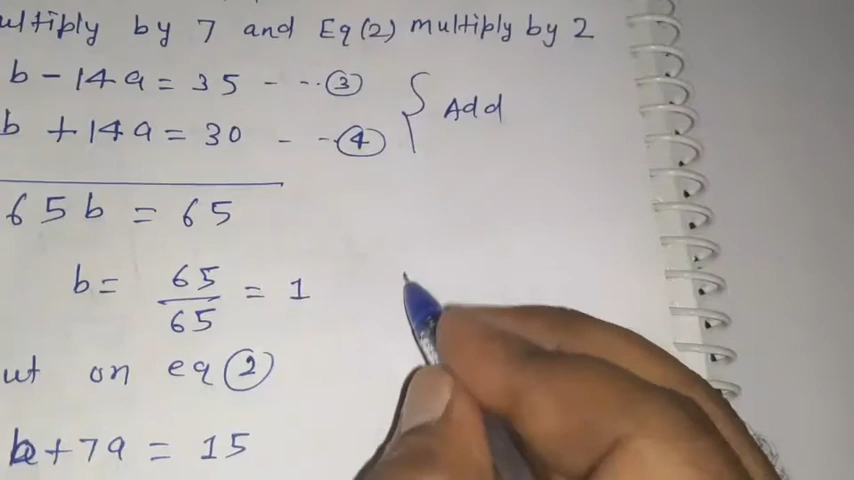 ultiply by 7 and Eq(2) multiply by 2
b - 14a = 35 - - - ③ Add
b + 14a = 30 - - - ④
65b = 65
b = 65/65 = 1
ut on eq ②
+ 7a = 15